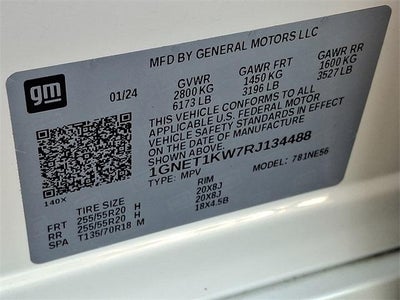 gm
MFD BY GENERAL MOTORS LLC
01/24 GVWR GAWR FRT GAWR RR
2800 KG 1450 KG 1600 KG
6173 LB 3196 LB 3527 LB
THIS VEHICLE CONFORMS TO ALL
APPLICABLE U.S. FEDERAL MOTOR
VEHICLE SAFETY STANDARDS IN EFFECT
ON THE DATE OF MANUFACTURE
SHOWN ABOVE.
1GNET1KW7RJ134488
TYPE: MPV MODEL: 781NE56
140X
TIRE SIZE RIM
FRT 255/55R20 H 20X8J
RR 255/55R20 H 20X8J
SPA T135/70R18 M 18X4.5B